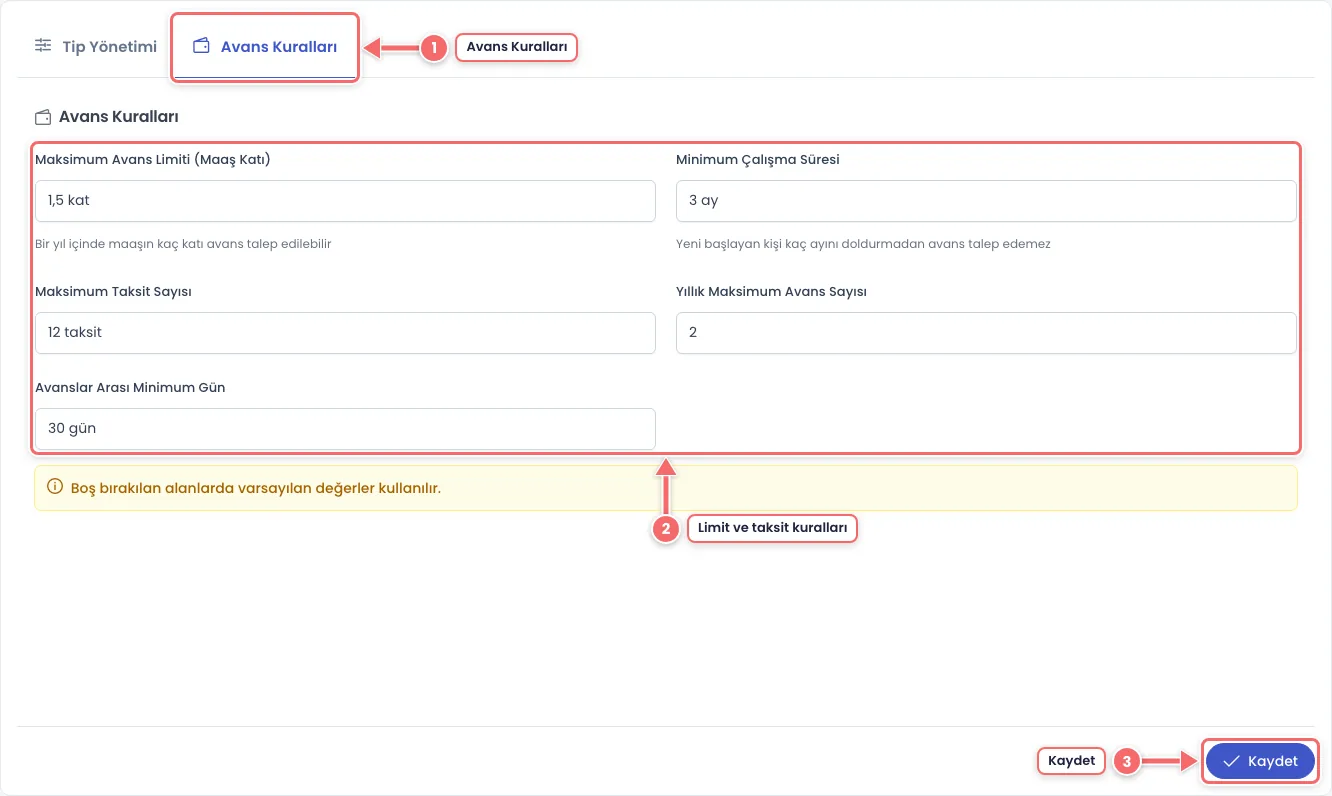 Tip Yönetimi
Avans Kuralları
1
Avans Kuralları
Avans Kuralları
Maksimum Avans Limiti (Maaş Katı)
Minimum Çalışma Süresi
1,5 kat
3 ay
Bir yıl içinde maaşın kaç katı avans talep edilebilir
Yeni başlayan kişi kaç ayını doldurmadan avans talep edemez
Maksimum Taksit Sayısı
Yıllık Maksimum Avans Sayısı
12 taksit
2
Avanslar Arası Minimum Gün
30 gün
Boş bırakılan alanlarda varsayılan değerler kullanılır.
2
Limit ve taksit kuralları
Kaydet
3
Kaydet